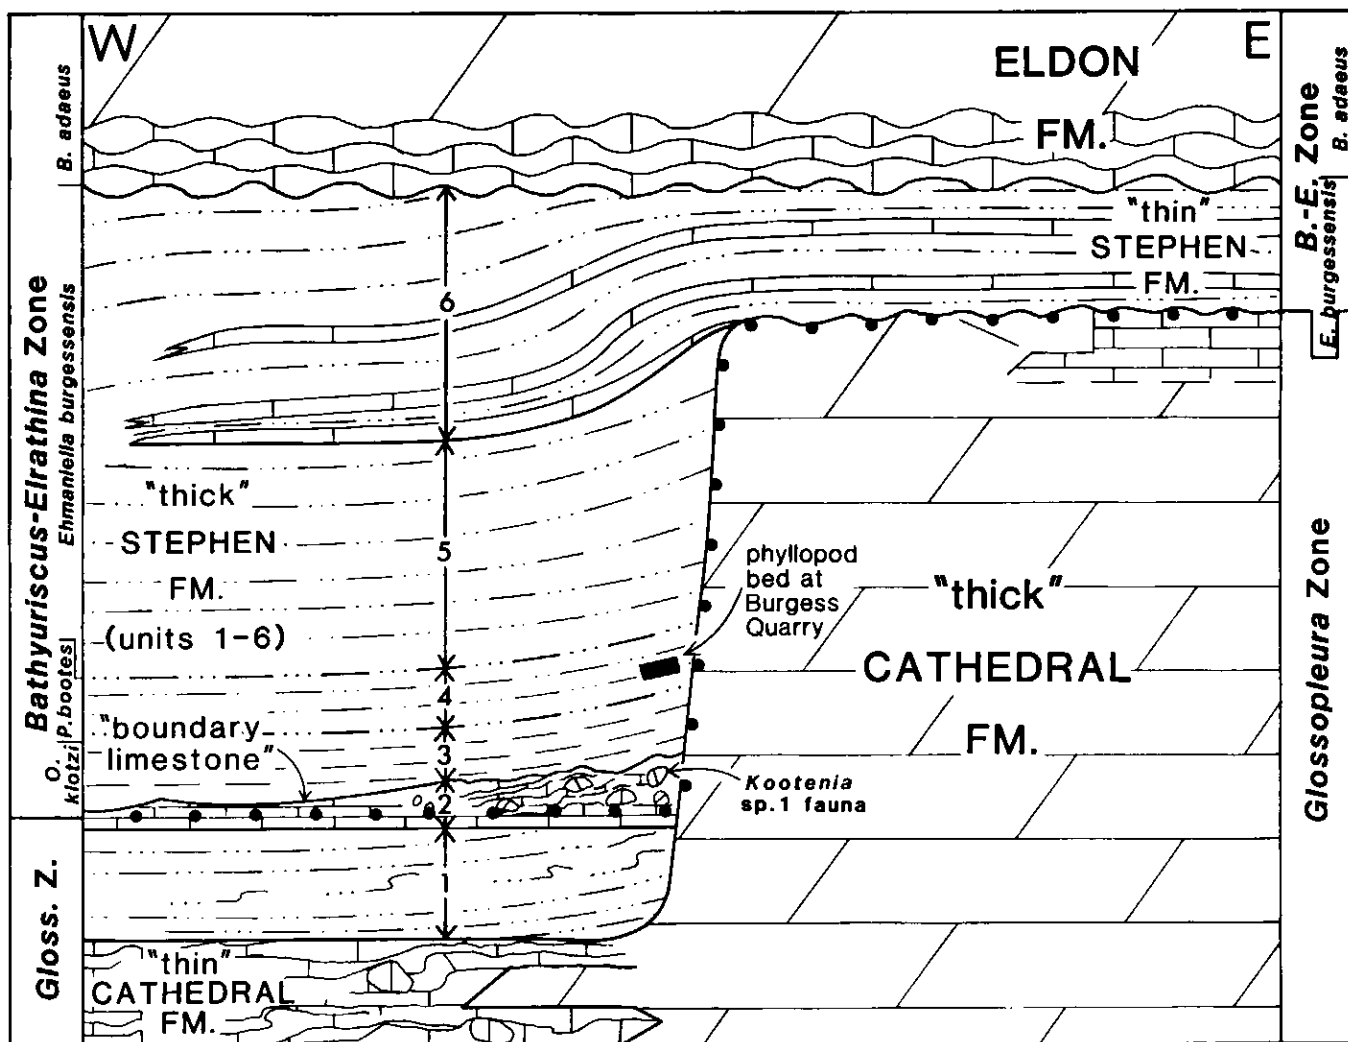 W
E
ELDON
FM.
"thin"
STEPHEN
FM.
6
"thick"
STEPHEN
FM.
(units 1-6)
5
phyllopod
bed at
Burgess
Quarry
"thick"
CATHEDRAL
FM.
4
"boundary
limestone"
3
Kootenia
sp.1 fauna
2
1
"thin"
CATHEDRAL
FM.
B. adaeus
Bathyuriscus-Elrathina Zone
Ehmaniella burgessensis
P. bootes
O.
klotzi
Gloss. Z.
B.-E. Zone
B. adaeus
E. burgessensis
Glossopleura Zone